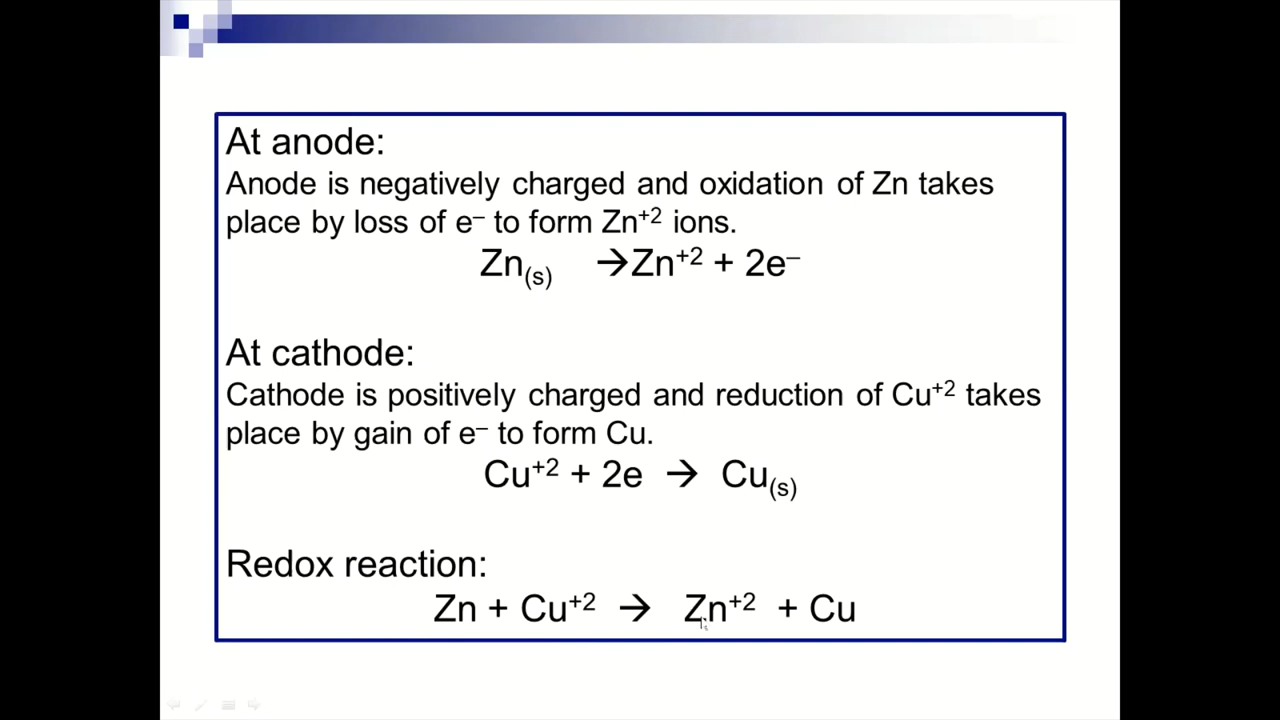 At anode:
Anode is negatively charged and oxidation of Zn takes
place by loss of e⁻ to form Zn⁺² ions.
Zn₍ₛ₎ →Zn⁺² + 2e⁻
At cathode:
Cathode is positively charged and reduction of Cu⁺² takes
place by gain of e⁻ to form Cu.
Cu⁺² + 2e → Cu₍ₛ₎
Redox reaction:
Zn + Cu⁺² → Zn⁺² + Cu